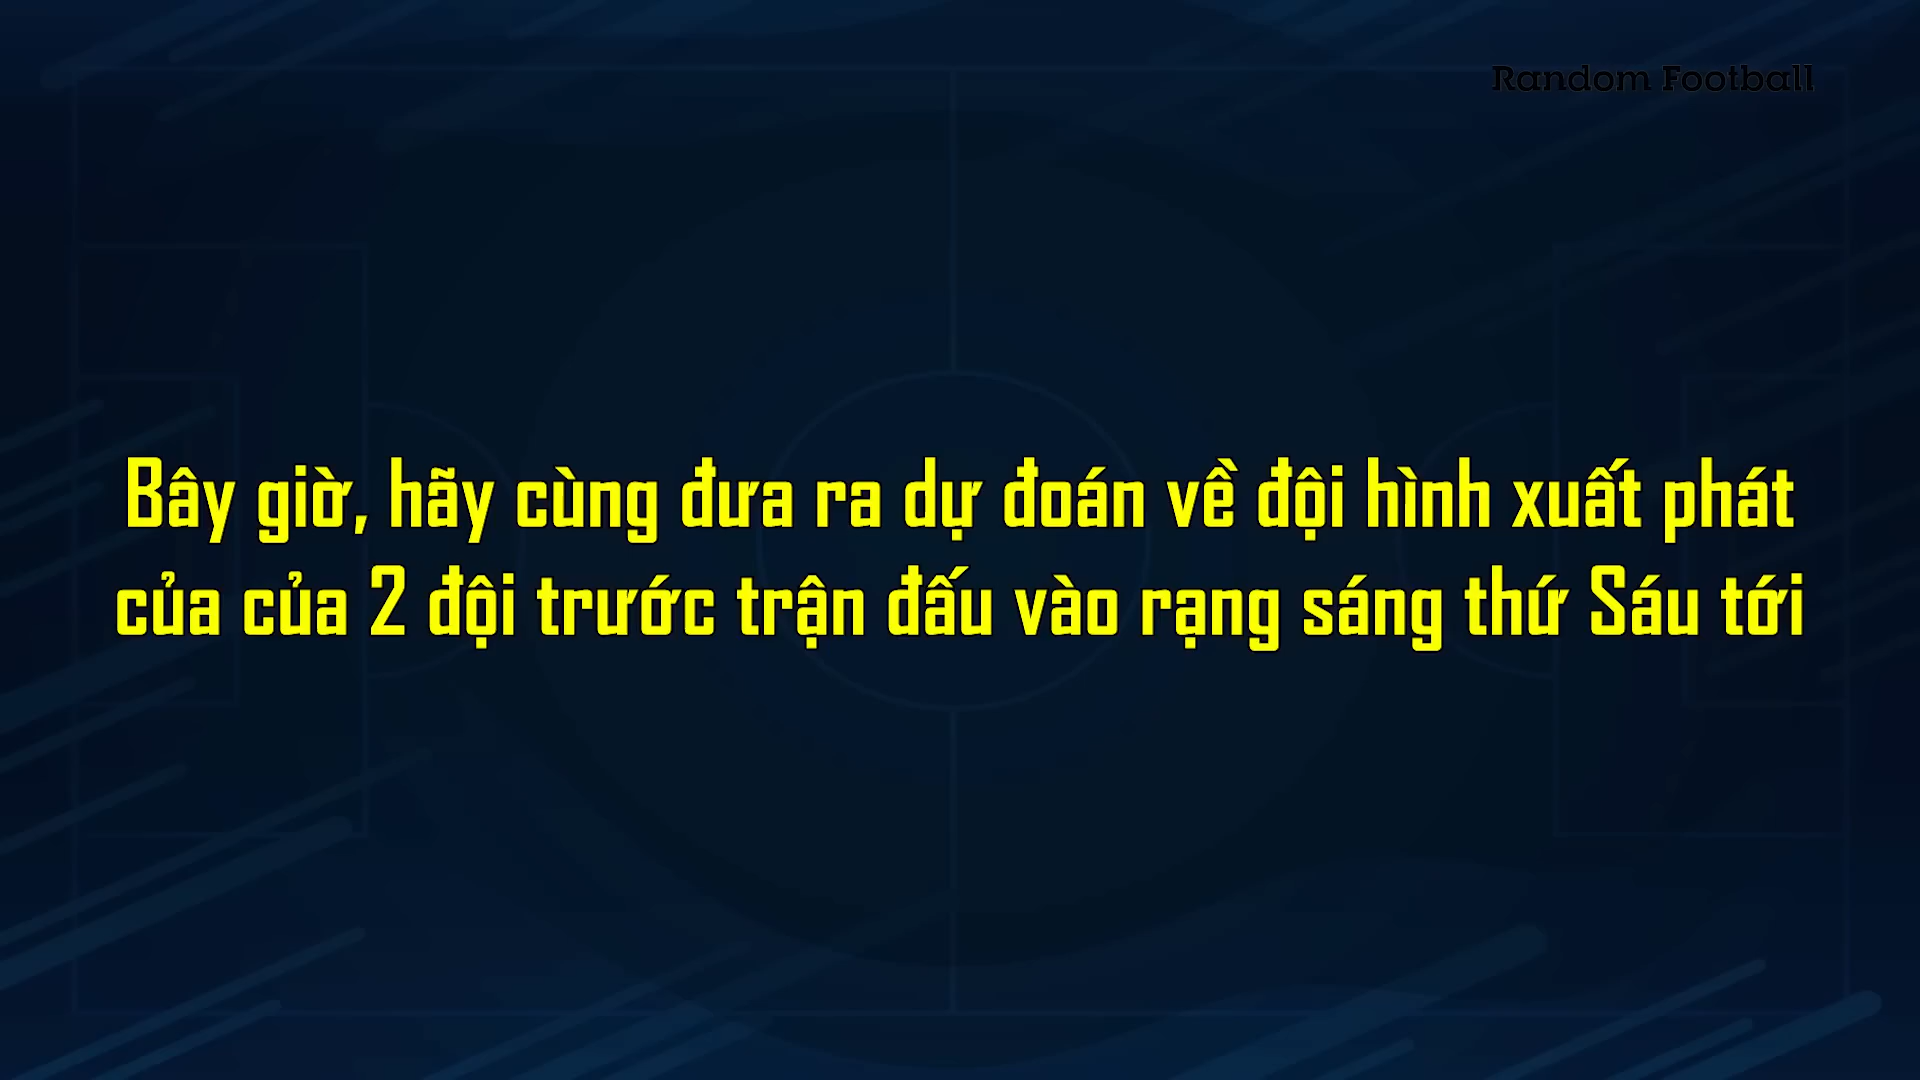 Random Football
Bây giờ, hãy cùng đưa ra dự đoán về đội hình xuất phát
của của 2 đội trước trận đấu vào rạng sáng thứ Sáu tới